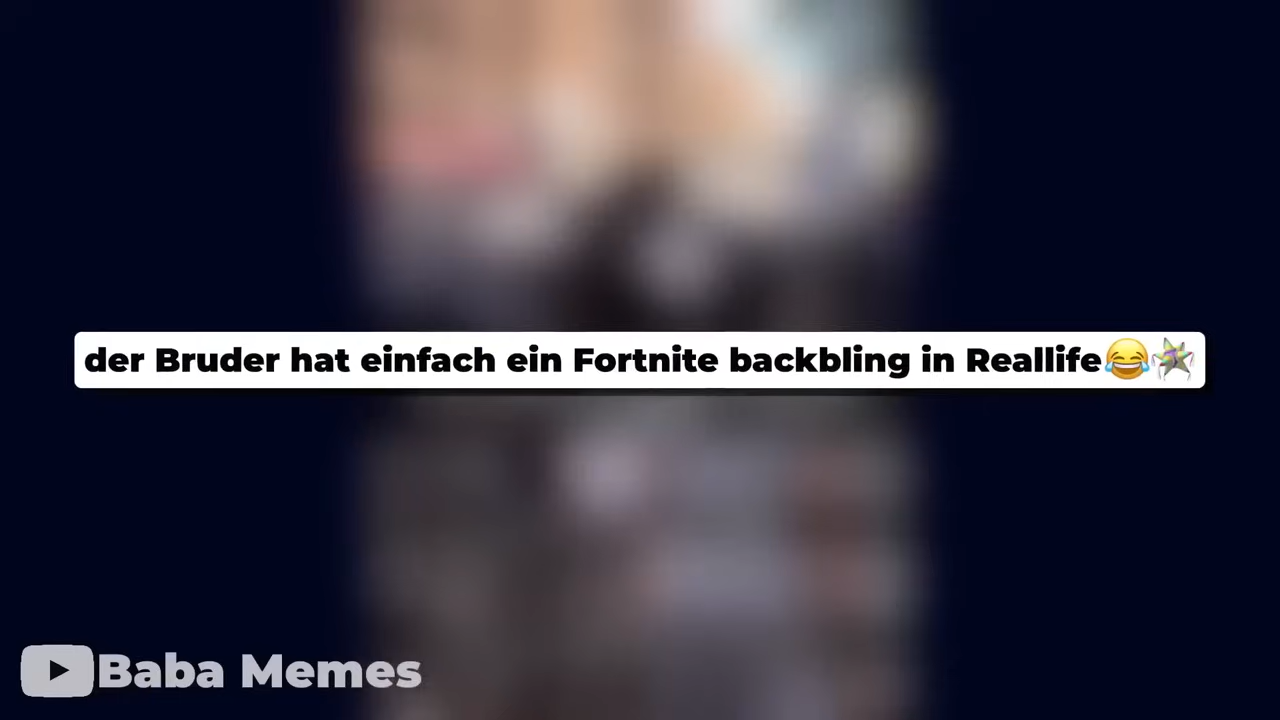 der Bruder hat einfach ein Fortnite backbling in Reallife😂🪅
Baba Memes